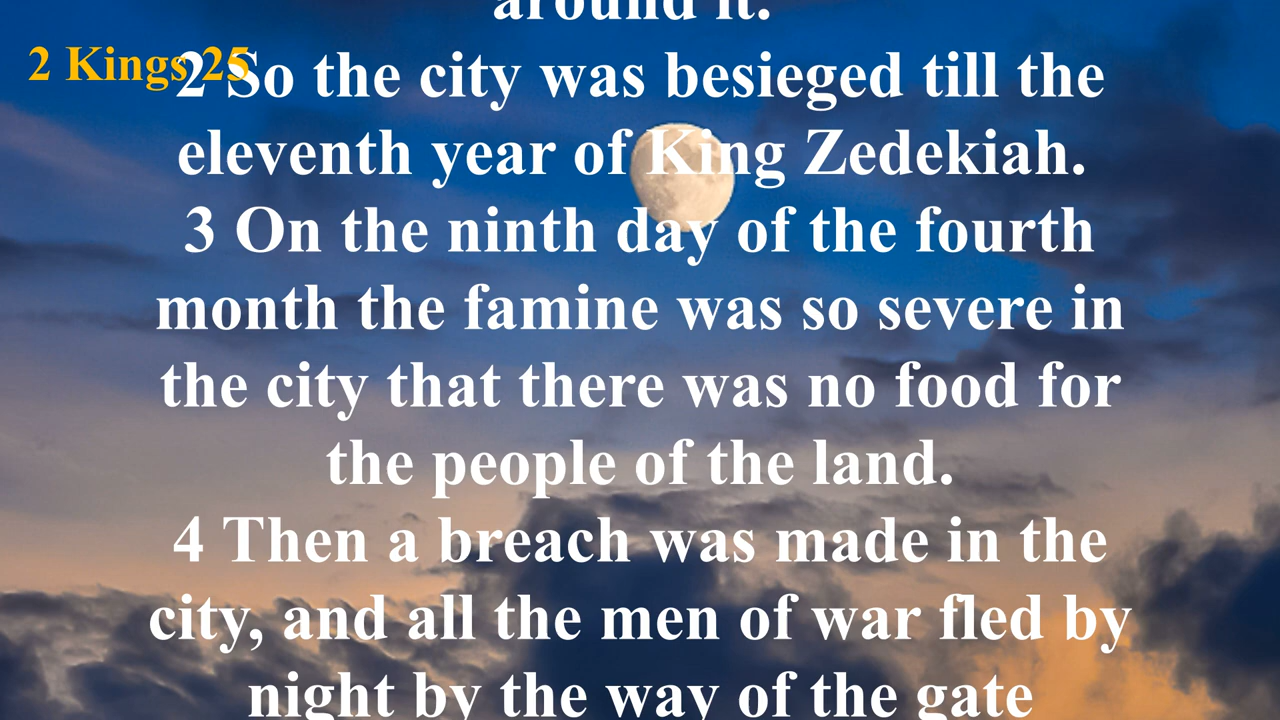 around it.
2 Kings 25
2 So the city was besieged till the
eleventh year of King Zedekiah.
3 On the ninth day of the fourth
month the famine was so severe in
the city that there was no food for
the people of the land.
4 Then a breach was made in the
city, and all the men of war fled by
night by the way of the gate